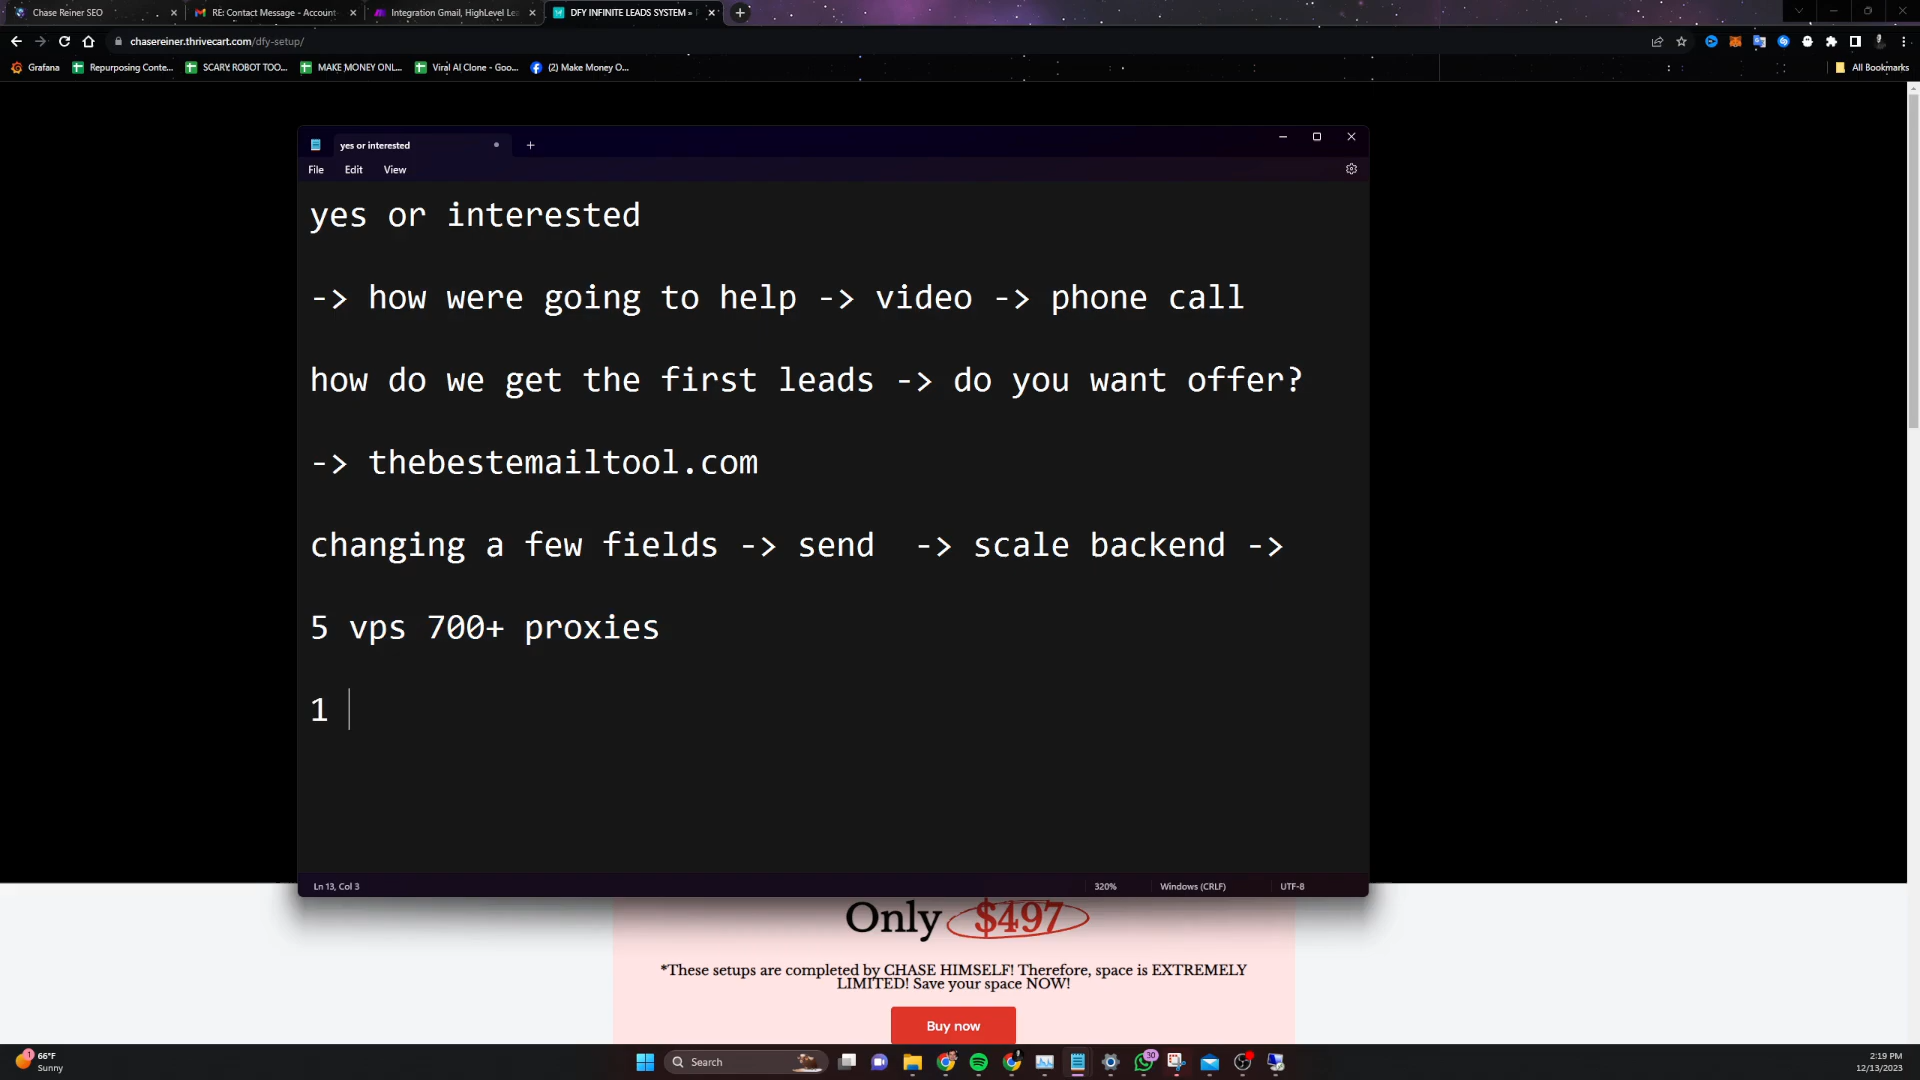 Chase Reiner SEO
RE: Contact Message - Account
Integration Gmail, HighLevel Le
DFY INFINITE LEADS SYSTEM »
chasereiner.thrivecart.com/dfy-setup/
Grafana
Repurposing Conte...
SCARY ROBOT TOO...
MAKE MONEY ONL...
Viral AI Clone - Goo...
(2) Make Money O...
All Bookmarks
yes or interested
File Edit View
yes or interested
-> how were going to help -> video -> phone call
how do we get the first leads -> do you want offer?
-> thebestemailtool.com
changing a few fields -> send  -> scale backend ->
5 vps 700+ proxies
1
Ln 13, Col 3
320%
Windows (CRLF)
UTF-8
Only $497
*These setups are completed by CHASE HIMSELF! Therefore, space is EXTREMELY
LIMITED! Save your space NOW!
Buy now
1
66°F
Sunny
Search
30
2:19 PM
12/13/2023